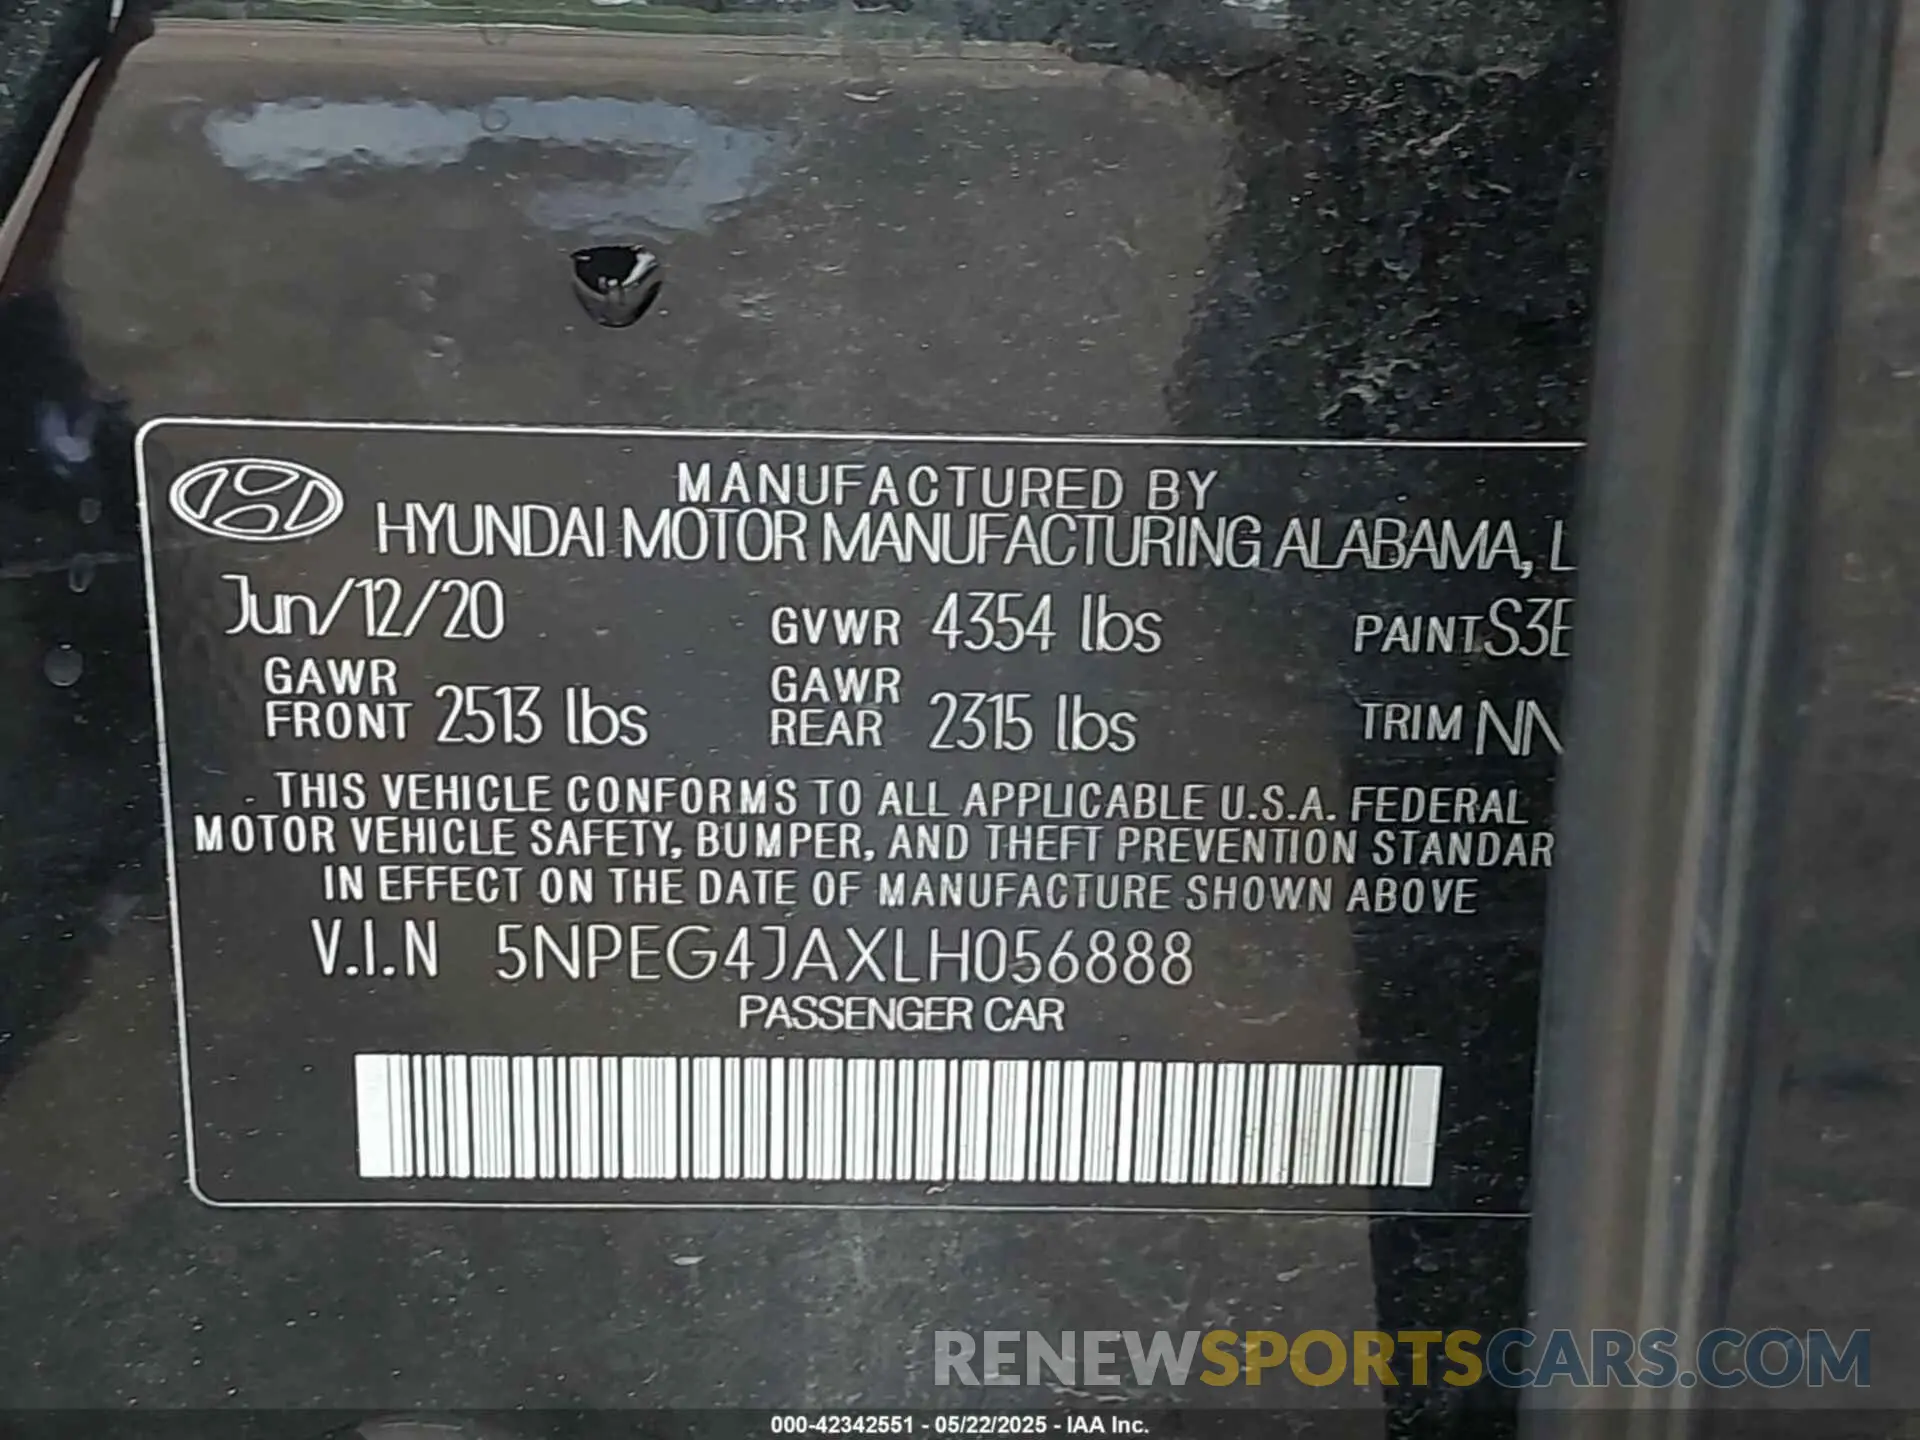 MANUFACTURED BY
HYUNDAI MOTOR MANUFACTURING ALABAMA, L
Jun/12/20 GVWR 4354 lbs PAINT S3
GAWR FRONT 2513 lbs GAWR REAR 2315 lbs TRIM NN
THIS VEHICLE CONFORMS TO ALL APPLICABLE U.S.A. FEDERAL
MOTOR VEHICLE SAFETY, BUMPER, AND THEFT PREVENTION STANDAR
IN EFFECT ON THE DATE OF MANUFACTURE SHOWN ABOVE
V.I.N 5NPEG4JAXLH056888
PASSENGER CAR
RENEWSPORTSCARS.COM
000-42342551 - 05/22/2025 - IAA Inc.